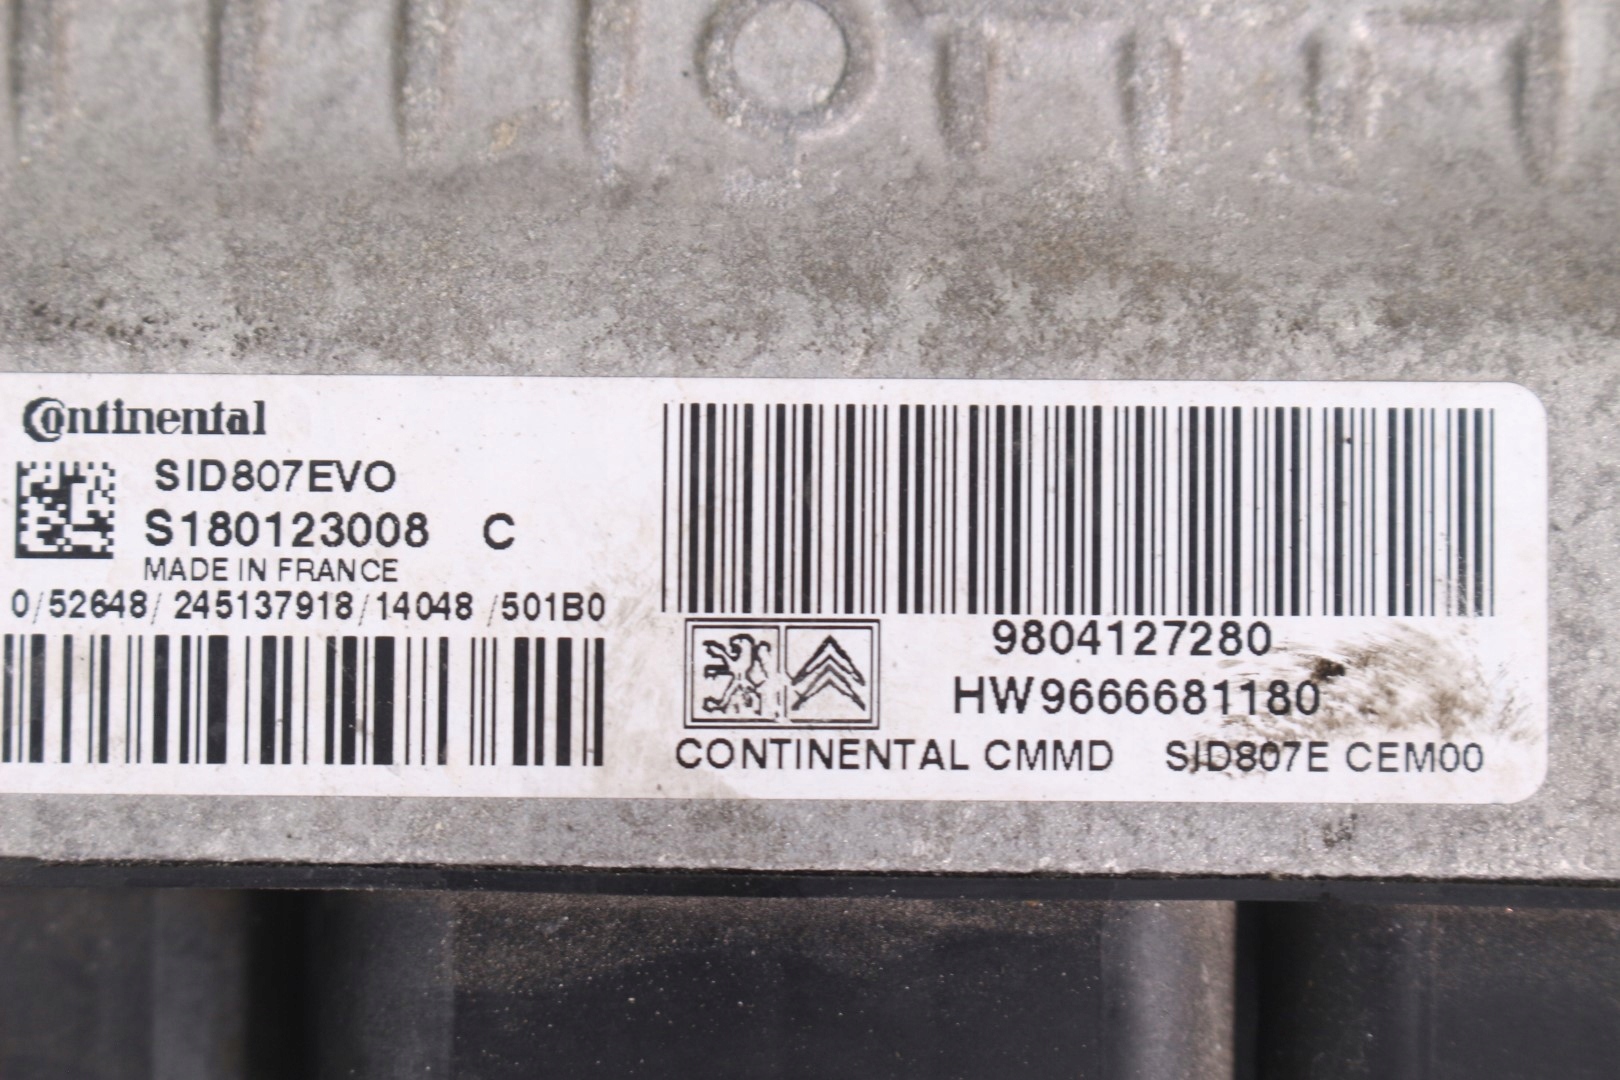 Continental
SID807EVO
S180123008 C
MADE IN FRANCE
0/52648/ 245137918/14048 /501B0
9804127280
HW9666681180
CONTINENTAL CMMD SID807E CEM00